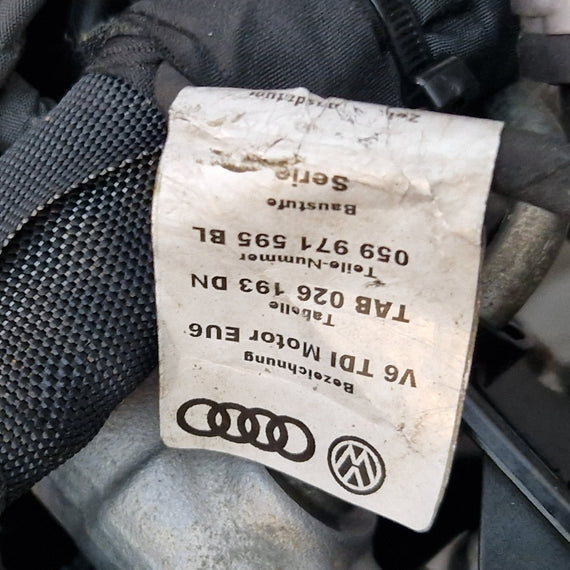 Bezeichnung
V6 TDI Motor EU6
Tabelle
TAB 026 193 DN
Teile-Nummer
059 971 595 BL
Baustufe
Serie